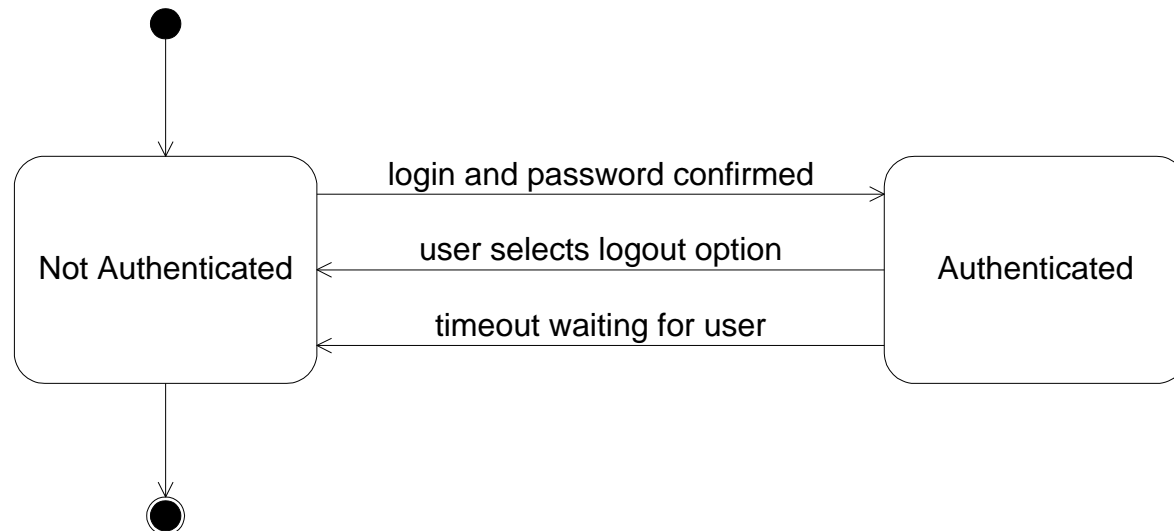 login and password confirmed
user selects logout option
Not Authenticated
Authenticated
timeout waiting for user